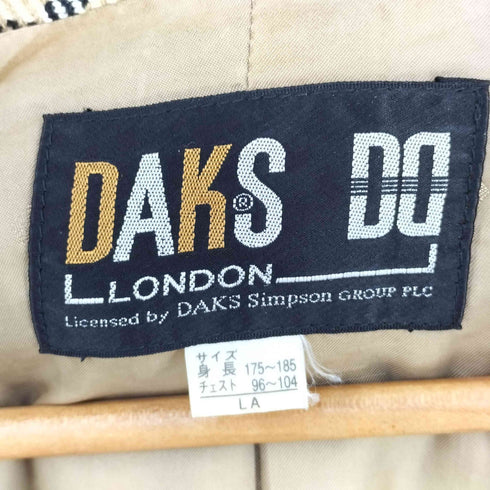 DAKS® DD
LONDON
Licensed by DAKS Simpson GROUP PLC
サイズ
身長 175~185
チェスト 96~104
LA